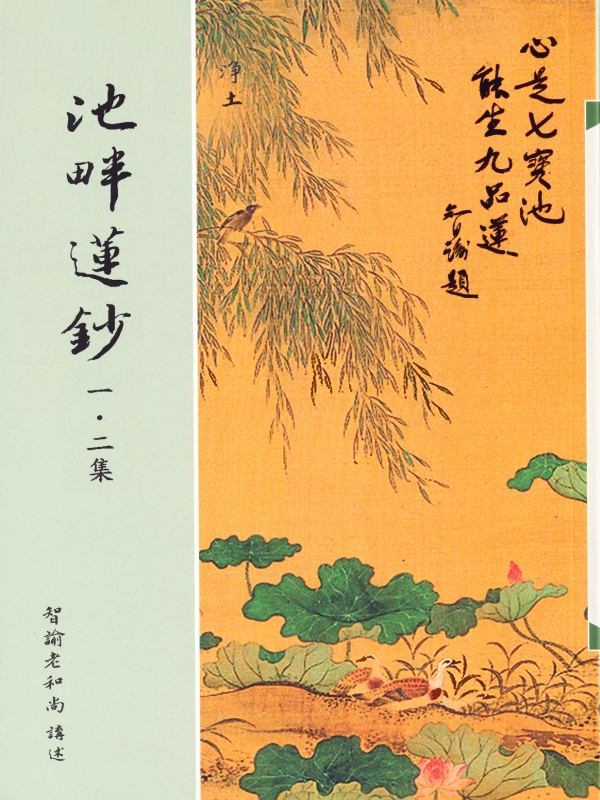 心是七寶池
能生九品蓮
智諭題
淨土
池畔蓮鈔
一・二集
智諭老和尚 講述